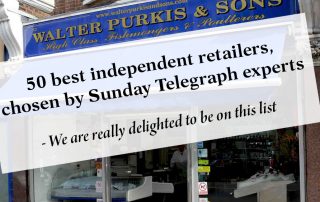 www.walterpurkisandsons.com
WALTER PURKIS & SONS
High Class Fishmongers & Poulterers
50 best independent retailers,
chosen by Sunday Telegraph experts
- We are really delighted to be on this list